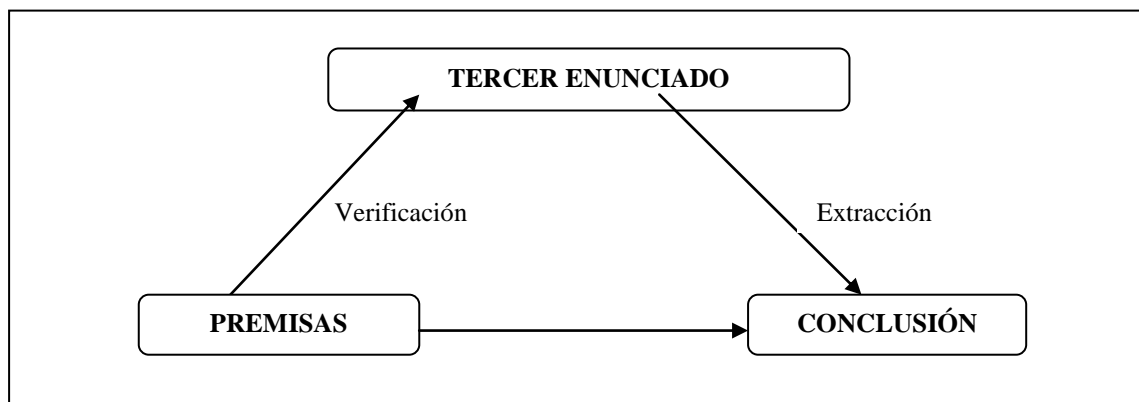 TERCER ENUNCIADO
Verificación
Extracción
PREMISAS
CONCLUSIÓN